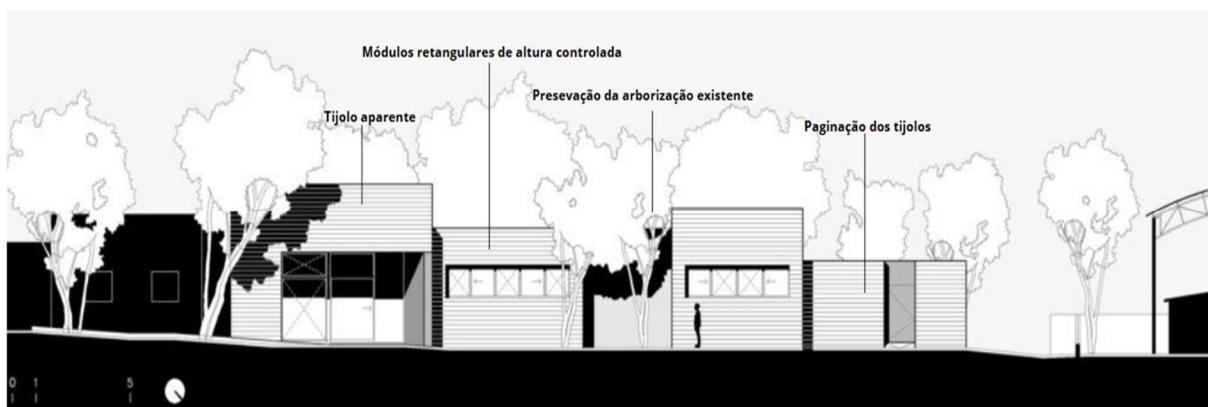 Módulos retangulares de altura controlada
Presevação da arborização existente
Tijolo aparente
Paginação dos tijolos
0 1 5